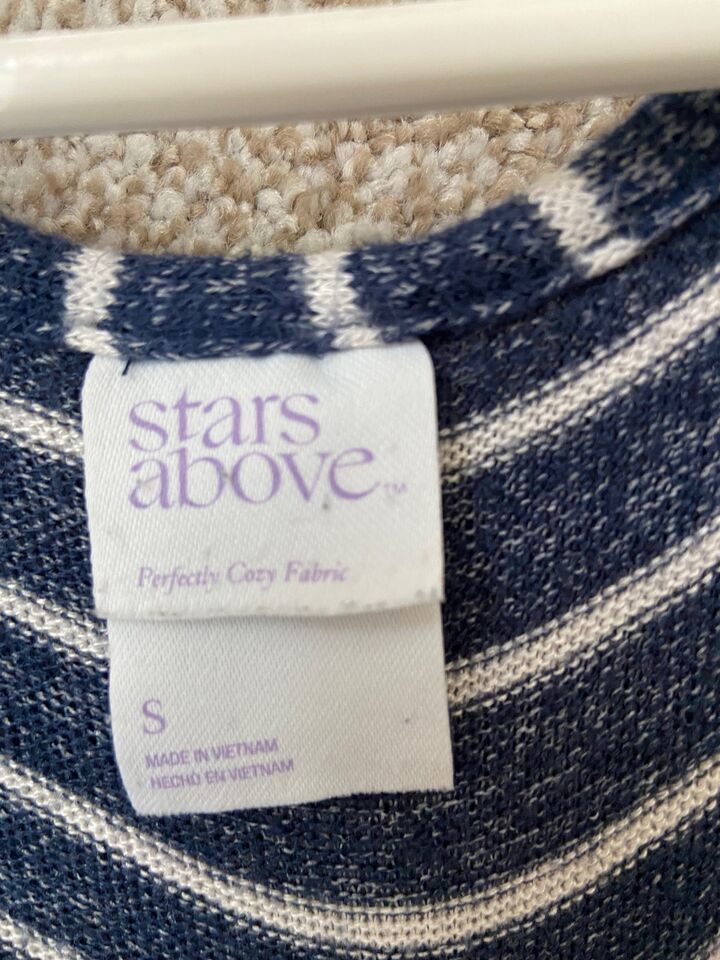 stars
above™
Perfectly Cozy Fabric
S
MADE IN VIETNAM
HECHO EN VIETNAM